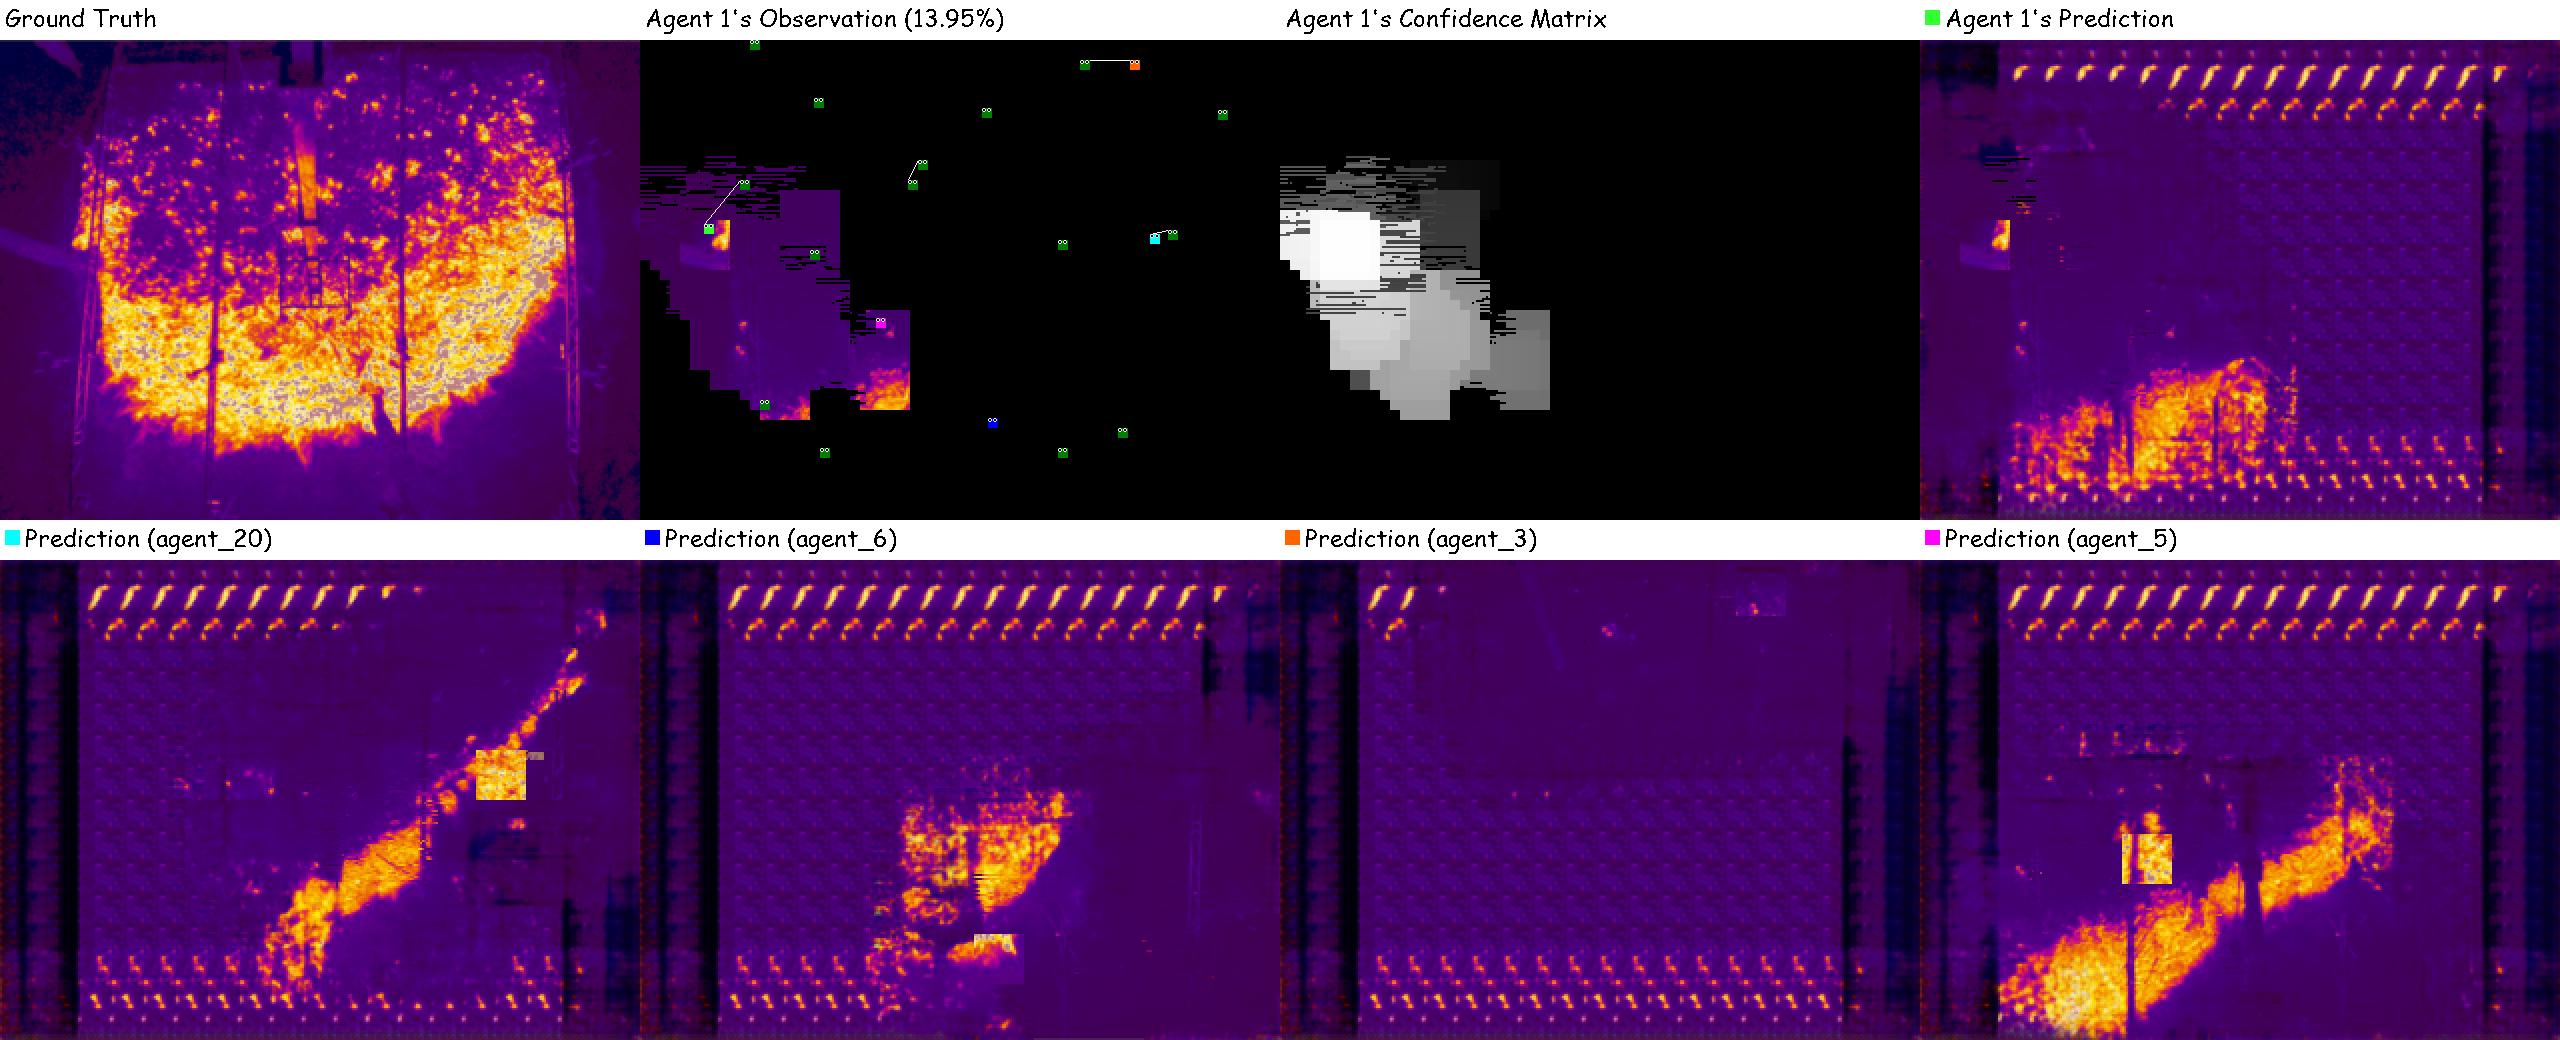 Ground Truth
Agent 1's Observation (13.95%)
Agent 1's Confidence Matrix
Agent 1's Prediction
Prediction (agent_20)
Prediction (agent_6)
Prediction (agent_3)
Prediction (agent_5)